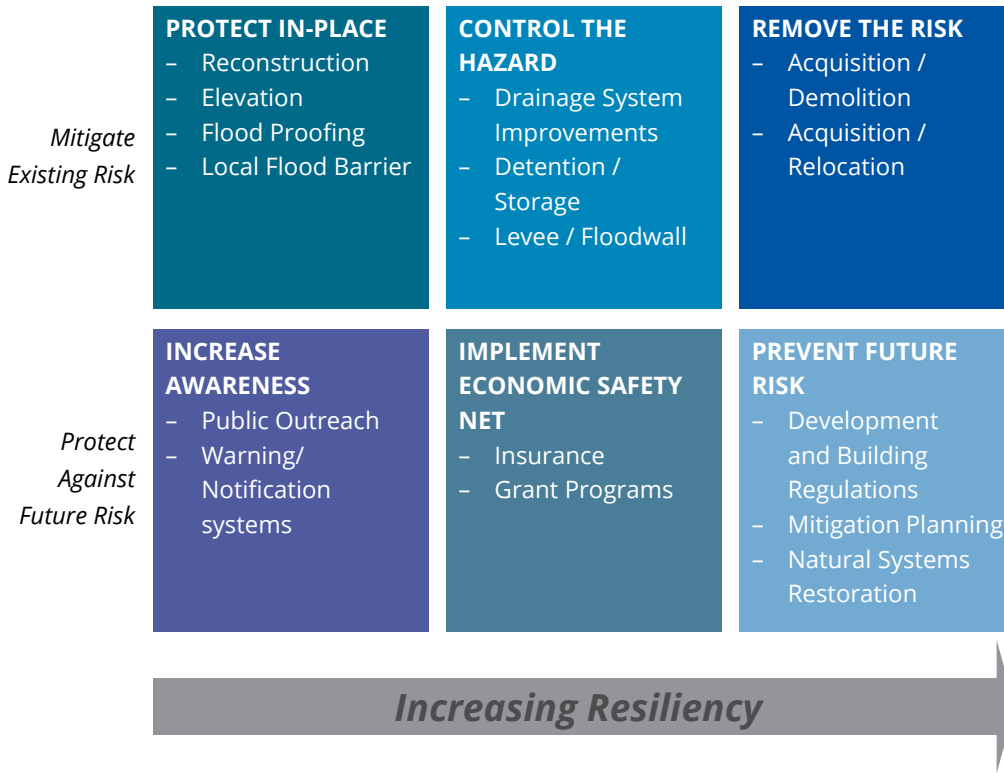 Mitigate
Existing Risk
PROTECT IN-PLACE
– Reconstruction
– Elevation
– Flood Proofing
– Local Flood Barrier
CONTROL THE
HAZARD
– Drainage System
Improvements
– Detention /
Storage
– Levee / Floodwall
REMOVE THE RISK
– Acquisition /
Demolition
– Acquisition /
Relocation
Protect
Against
Future Risk
INCREASE
AWARENESS
– Public Outreach
– Warning/
Notification
systems
IMPLEMENT
ECONOMIC SAFETY
NET
– Insurance
– Grant Programs
PREVENT FUTURE
RISK
– Development
and Building
Regulations
– Mitigation Planning
– Natural Systems
Restoration
Increasing Resiliency